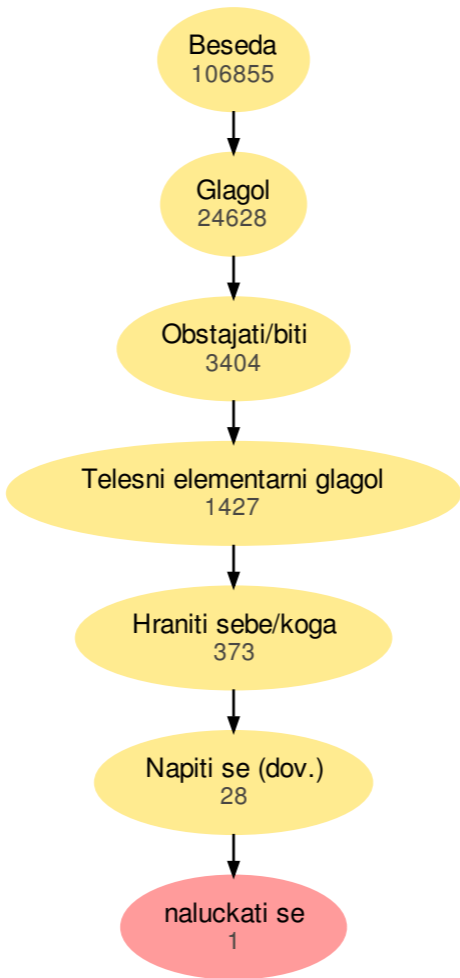 Beseda
106855
Glagol
24628
Obstajati/biti
3404
Telesni elementarni glagol
1427
Hraniti sebe/koga
373
Napiti se (dov.)
28
naluckati se
1